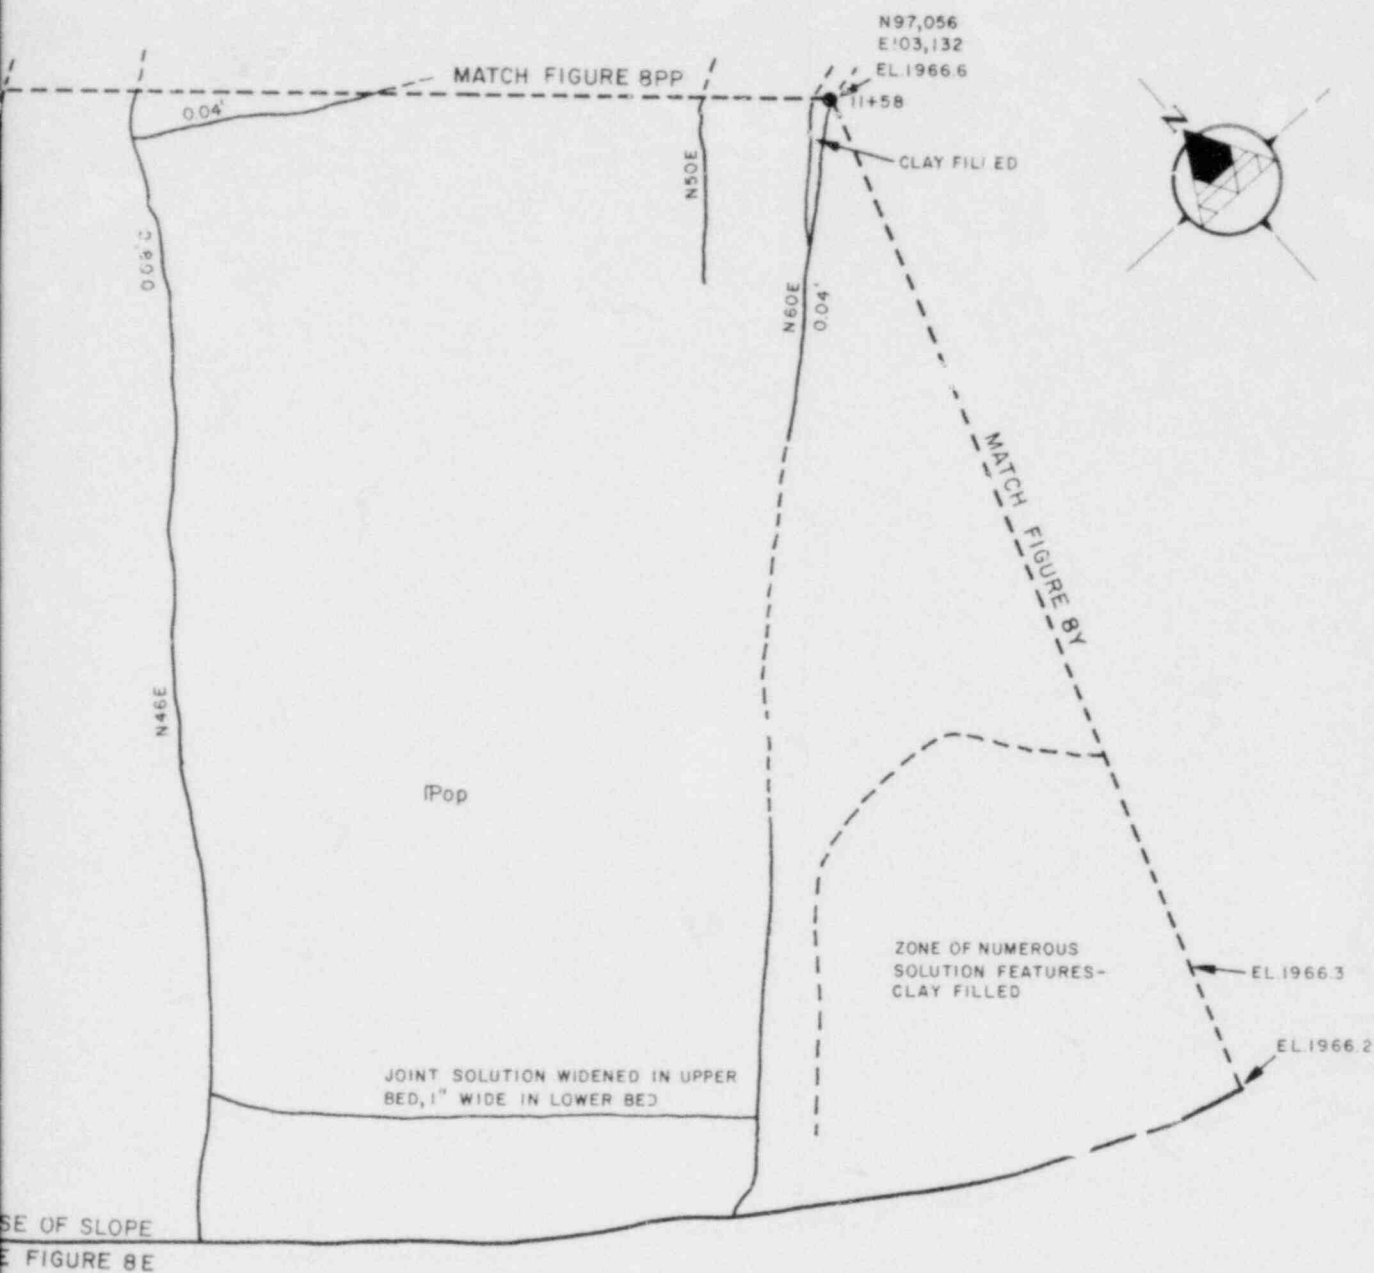 N97,056
E103,132
EL.1966.6
MATCH FIGURE 8PP
11+58
0.04'
N
CLAY FILLED
N50E
N60E
0.04'
MATCH FIGURE 8Y
N46E
Pop
ZONE OF NUMEROUS
SOLUTION FEATURES-
CLAY FILLED
EL.1966.3
EL.1966.2
JOINT SOLUTION WIDENED IN UPPER
BED, 1" WIDE IN LOWER BED
SE OF SLOPE
E FIGURE 8E